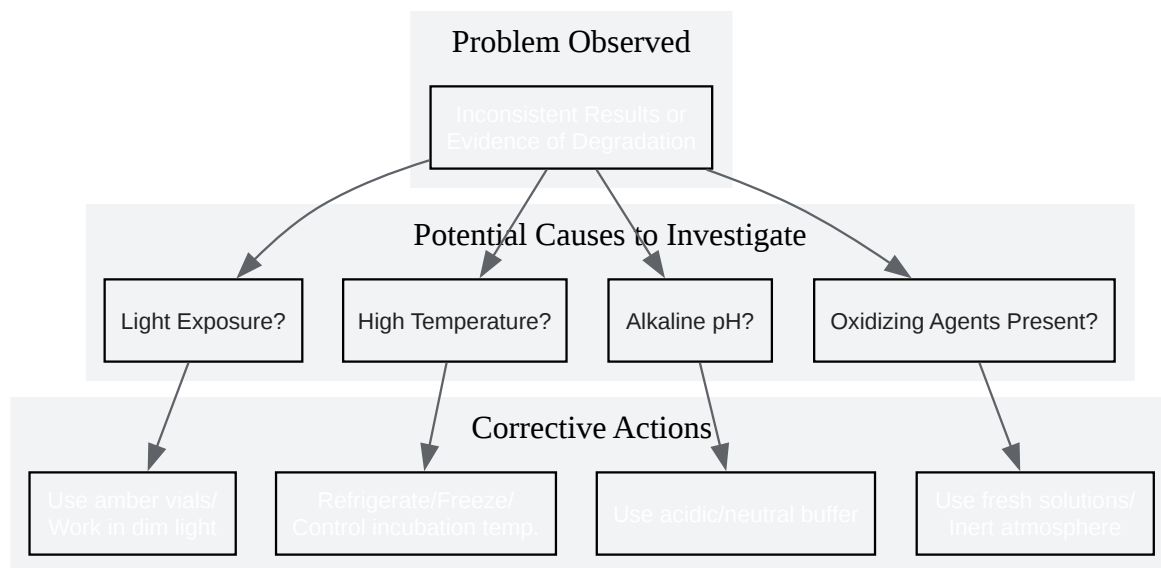 Problem Observed
Inconsistent Results or
Evidence of Degradation
Potential Causes to Investigate
Light Exposure?
High Temperature?
Alkaline pH?
Oxidizing Agents Present?
Corrective Actions
Use amber vials/
Work in dim light
Refrigerate/Freeze/
Control incubation temp.
Use acidic/neutral buffer
Use fresh solutions/
Inert atmosphere